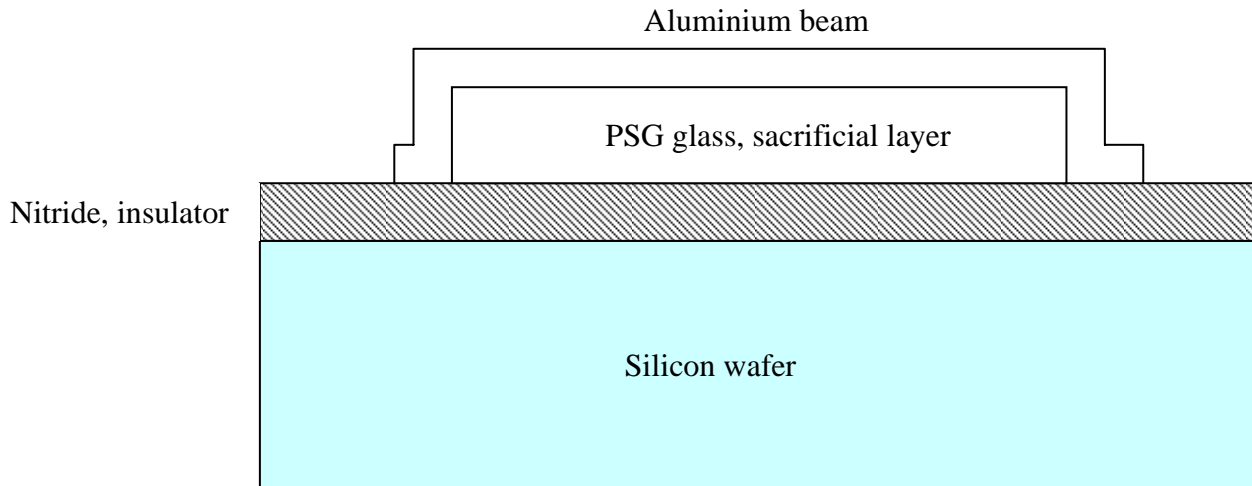 Aluminium beam
PSG glass, sacrificial layer
Nitride, insulator
Silicon wafer